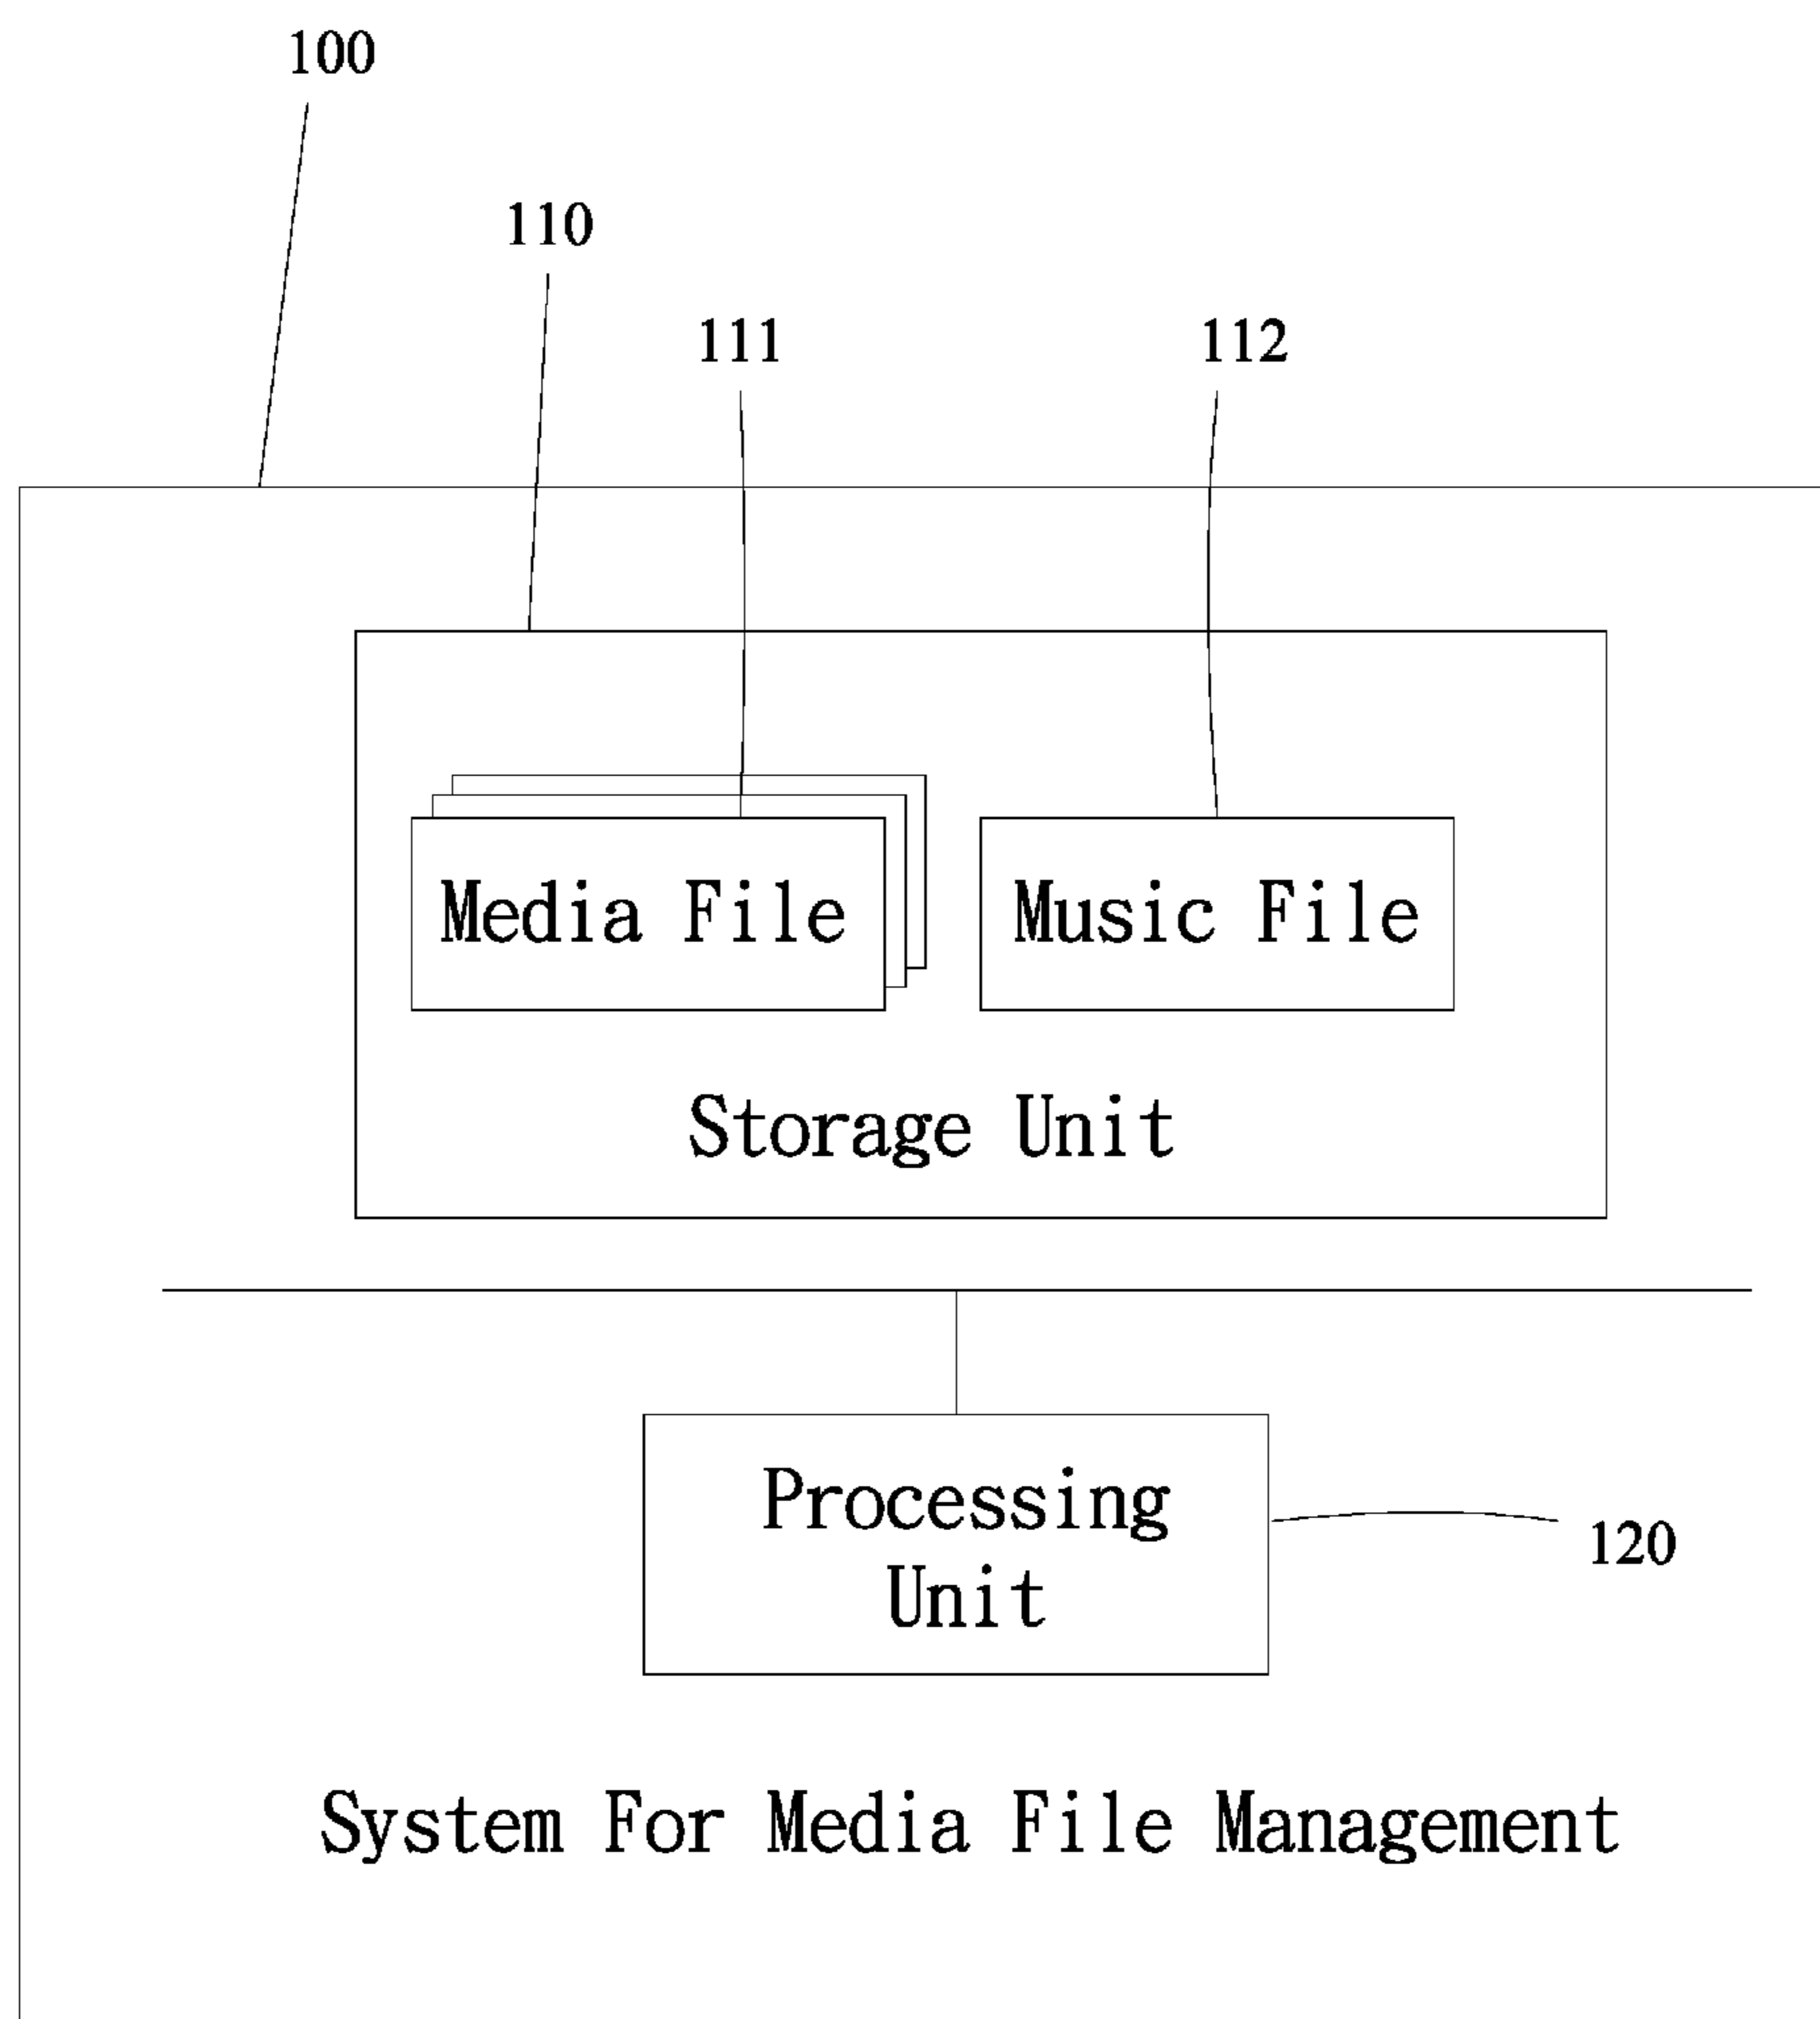 100
110
111
112
Media File
Music File
Storage Unit
Processing
Unit
120
System For Media File Management